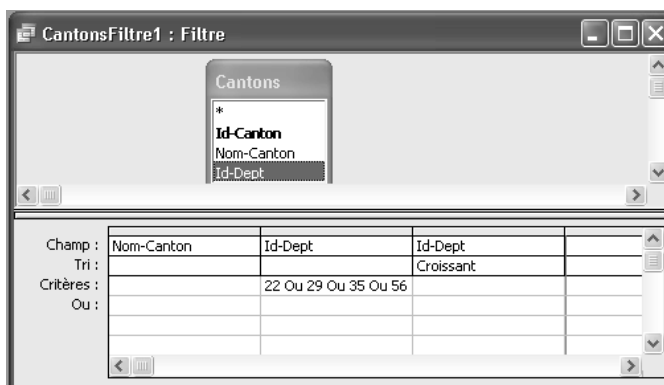 CantonsFiltre1 : Filtre
Cantons
*
Id-Canton
Nom-Canton
Id-Dept
Champ : Nom-Canton Id-Dept Id-Dept
Tri : Croissant
Critères : 22 Ou 29 Ou 35 Ou 56
Ou :